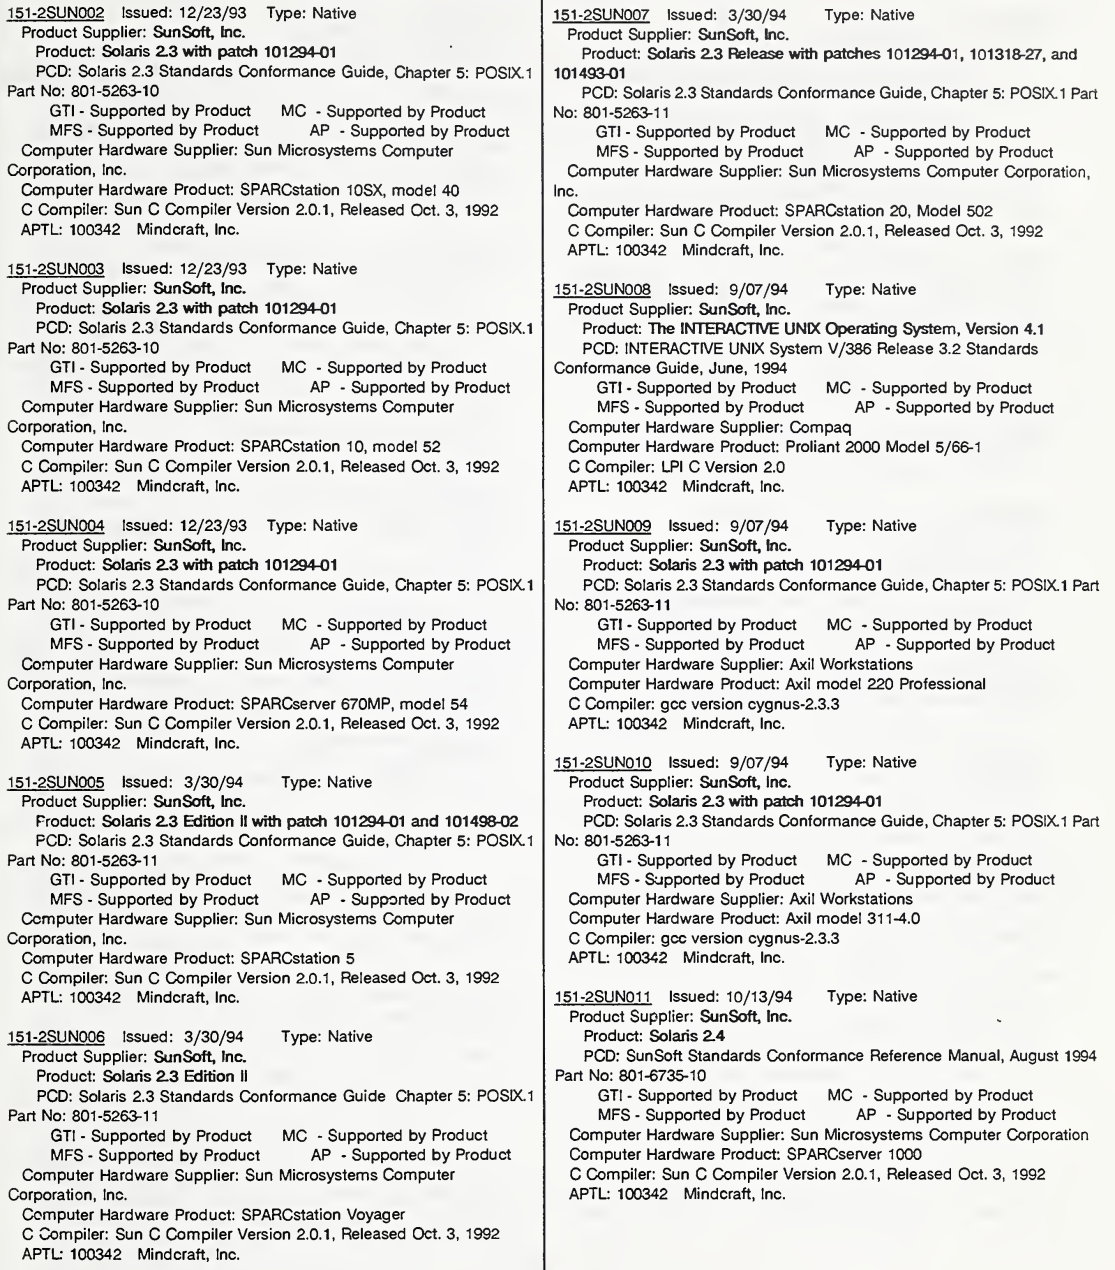 151-2SUN002 Issued: 12/23/93 Type: Native
Product Supplier: SunSoft, Inc.
Product: Solaris 2.3 with patch 101294-01
PCD: Solaris 2.3 Standards Conformance Guide, Chapter 5: POSIX.1
Part No: 801-5263-10
GTI - Supported by Product MC - Supported by Product
MFS - Supported by Product AP - Supported by Product
Computer Hardware Supplier: Sun Microsystems Computer
Corporation, Inc.
Computer Hardware Product: SPARCstation 10SX, model 40
C Compiler: Sun C Compiler Version 2.0.1, Released Oct. 3, 1992
APTL: 100342 Mindcraft, Inc.
151-2SUN003 Issued: 12/23/93 Type: Native
Product Supplier: SunSoft, Inc.
Product: Solaris 2.3 with patch 101294-01
PCD: Solaris 2.3 Standards Conformance Guide, Chapter 5: POSIX.1
Part No: 801-5263-10
GTI - Supported by Product MC - Supported by Product
MFS - Supported by Product AP - Supported by Product
Computer Hardware Supplier: Sun Microsystems Computer
Corporation, Inc.
Computer Hardware Product: SPARCstation 10, model 52
C Compiler: Sun C Compiler Version 2.0.1, Released Oct. 3, 1992
APTL: 100342 Mindcraft, Inc.
151-2SUN004 Issued: 12/23/93 Type: Native
Product Supplier: SunSoft, Inc.
Product: Solaris 2.3 with patch 101294-01
PCD: Solaris 2.3 Standards Conformance Guide, Chapter 5: POSIX.1
Part No: 801-5263-10
GTI - Supported by Product MC - Supported by Product
MFS - Supported by Product AP - Supported by Product
Computer Hardware Supplier: Sun Microsystems Computer
Corporation, Inc.
Computer Hardware Product: SPARCserver 670MP, model 54
C Compiler: Sun C Compiler Version 2.0.1, Released Oct. 3, 1992
APTL: 100342 Mindcraft, Inc.
151-2SUN005 Issued: 3/30/94 Type: Native
Product Supplier: SunSoft, Inc.
Product: Solaris 2.3 Edition II with patch 101294-01 and 101498-02
PCD: Solaris 2.3 Standards Conformance Guide, Chapter 5: POSIX.1
Part No: 801-5263-11
GTI - Supported by Product MC - Supported by Product
MFS - Supported by Product AP - Supported by Product
Computer Hardware Supplier: Sun Microsystems Computer
Corporation, Inc.
Computer Hardware Product: SPARCstation 5
C Compiler: Sun C Compiler Version 2.0.1, Released Oct. 3, 1992
APTL: 100342 Mindcraft, Inc.
151-2SUN006 Issued: 3/30/94 Type: Native
Product Supplier: SunSoft, Inc.
Product: Solaris 2.3 Edition II
PCD: Solaris 2.3 Standards Conformance Guide Chapter 5: POSIX.1
Part No: 801-5263-11
GTI - Supported by Product MC - Supported by Product
MFS - Supported by Product AP - Supported by Product
Computer Hardware Supplier: Sun Microsystems Computer
Corporation, Inc.
Computer Hardware Product: SPARCstation Voyager
C Compiler: Sun C Compiler Version 2.0.1, Released Oct. 3, 1992
APTL: 100342 Mindcraft, Inc.
151-2SUN007 Issued: 3/30/94 Type: Native
Product Supplier: SunSoft, Inc.
Product: Solaris 2.3 Release with patches 101294-01, 101318-27, and
101493-01
PCD: Solaris 2.3 Standards Conformance Guide, Chapter 5: POSIX.1 Part
No: 801-5263-11
GTI - Supported by Product MC - Supported by Product
MFS - Supported by Product AP - Supported by Product
Computer Hardware Supplier: Sun Microsystems Computer Corporation,
Inc.
Computer Hardware Product: SPARCstation 20, Model 502
C Compiler: Sun C Compiler Version 2.0.1, Released Oct. 3, 1992
APTL: 100342 Mindcraft, Inc.
151-2SUN008 Issued: 9/07/94 Type: Native
Product Supplier: SunSoft, Inc.
Product: The INTERACTIVE UNIX Operating System, Version 4.1
PCD: INTERACTIVE UNIX System V/386 Release 3.2 Standards
Conformance Guide, June, 1994
GTI - Supported by Product MC - Supported by Product
MFS - Supported by Product AP - Supported by Product
Computer Hardware Supplier: Compaq
Computer Hardware Product: Proliant 2000 Model 5/66-1
C Compiler: LPI C Version 2.0
APTL: 100342 Mindcraft, Inc.
151-2SUN009 Issued: 9/07/94 Type: Native
Product Supplier: SunSoft, Inc.
Product: Solaris 2.3 with patch 101294-01
PCD: Solaris 2.3 Standards Conformance Guide, Chapter 5: POSIX.1 Part
No: 801-5263-11
GTI - Supported by Product MC - Supported by Product
MFS - Supported by Product AP - Supported by Product
Computer Hardware Supplier: Axil Workstations
Computer Hardware Product: Axil model 220 Professional
C Compiler: gcc version cygnus-2.3.3
APTL: 100342 Mindcraft, Inc.
151-2SUN010 Issued: 9/07/94 Type: Native
Product Supplier: SunSoft, Inc.
Product: Solaris 2.3 with patch 101294-01
PCD: Solaris 2.3 Standards Conformance Guide, Chapter 5: POSIX.1 Part
No: 801-5263-11
GTI - Supported by Product MC - Supported by Product
MFS - Supported by Product AP - Supported by Product
Computer Hardware Supplier: Axil Workstations
Computer Hardware Product: Axil model 311-4.0
C Compiler: gcc version cygnus-2.3.3
APTL: 100342 Mindcraft, Inc.
151-2SUN011 Issued: 10/13/94 Type: Native
Product Supplier: SunSoft, Inc.
Product: Solaris 2.4
PCD: SunSoft Standards Conformance Reference Manual, August 1994
Part No: 801-6735-10
GTI - Supported by Product MC - Supported by Product
MFS - Supported by Product AP - Supported by Product
Computer Hardware Supplier: Sun Microsystems Computer Corporation
Computer Hardware Product: SPARCserver 1000
C Compiler: Sun C Compiler Version 2.0.1, Released Oct. 3, 1992
APTL: 100342 Mindcraft, Inc.